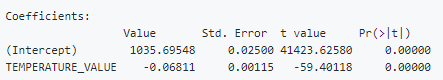 Coefficients:
Value Std. Error t value Pr(>|t|)
(Intercept) 1035.69548 0.02500 41423.62580 0.00000
TEMPERATURE_VALUE -0.06811 0.00115 -59.40118 0.00000